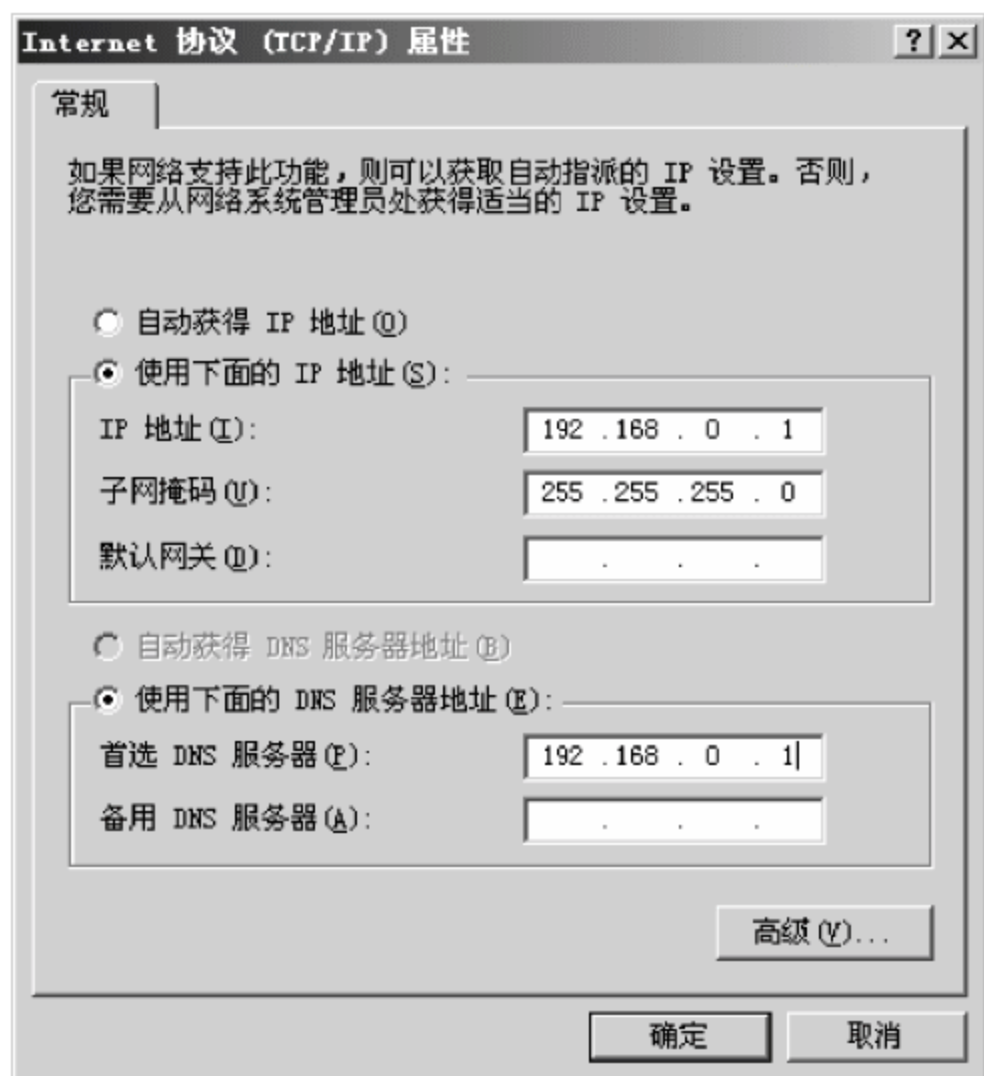 Internet 协议 (TCP/IP) 属性
常规
如果网络支持此功能，则可以获取自动指派的 IP 设置。否则，
您需要从网络系统管理员处获得适当的 IP 设置。
自动获得 IP 地址(O)
使用下面的 IP 地址(S):
IP 地址(I): 192 .168 . 0 . 1
子网掩码(U): 255 .255 .255 . 0
默认网关(D): . . .
自动获得 DNS 服务器地址(B)
使用下面的 DNS 服务器地址(E):
首选 DNS 服务器(P): 192 .168 . 0 . 1
备用 DNS 服务器(A): . . .
高级(V)...
确定 取消